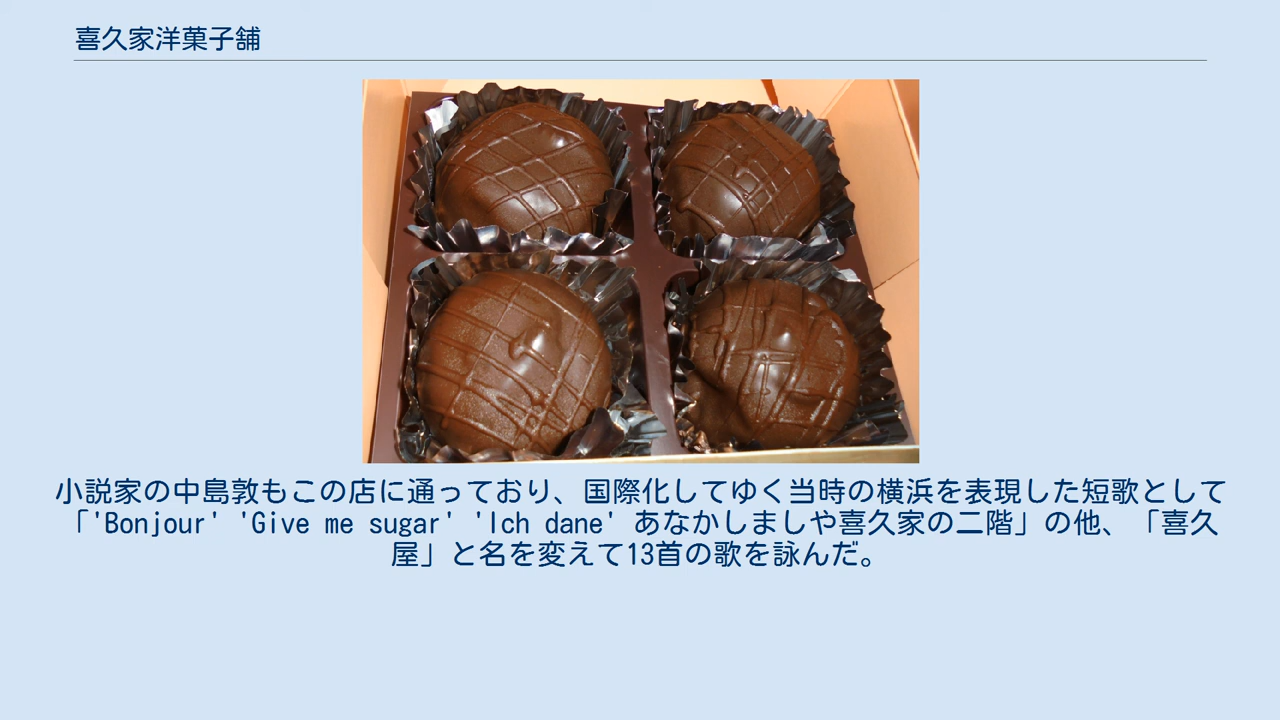 喜久家洋菓子舗
小説家の中島敦もこの店に通っており、国際化してゆく当時の横浜を表現した短歌として
「'Bonjour' 'Give me sugar' 'Ich dane' あなかしましや喜久家の二階」の他、「喜久
屋」と名を変えて13首の歌を詠んだ。